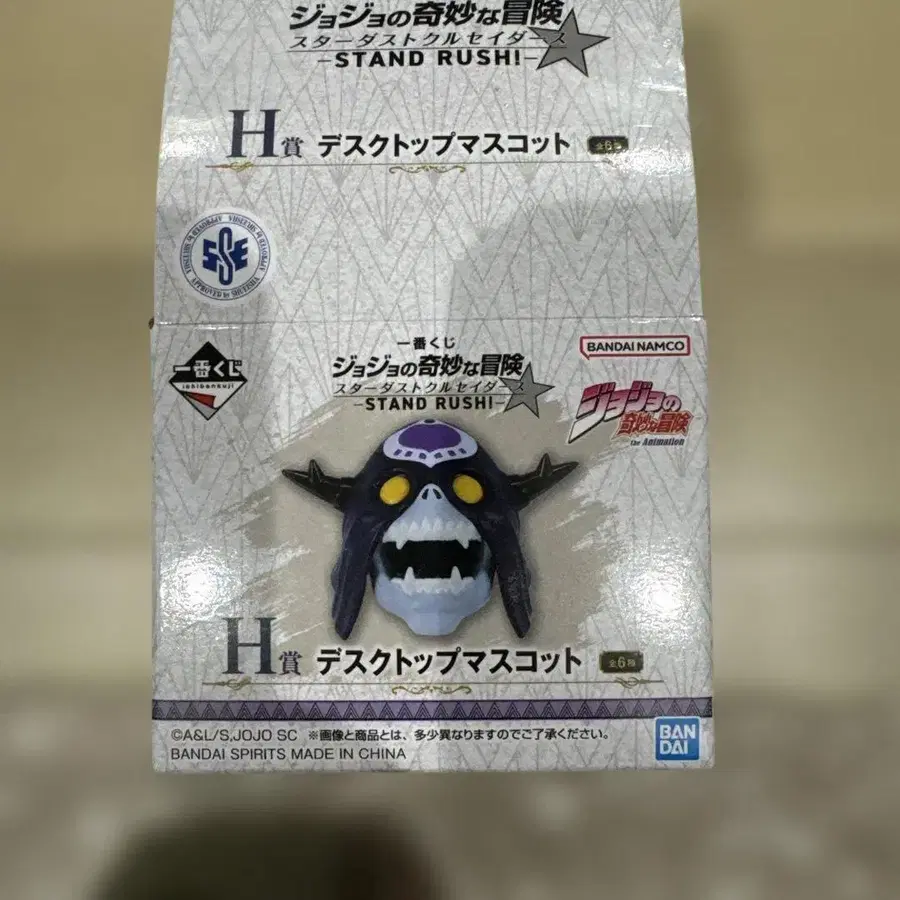 ジョジョの奇妙な冒険
スターダストクルセイダース
-STAND RUSH!-
H賞 デスクトップマスコット 全6種
APPROVED by SHUEISHA
SSE
一番くじ
ichibankuji
一番くじ
ジョジョの奇妙な冒険
スターダストクルセイダース
-STAND RUSH!-
BANDAI NAMCO
ジョジョの
奇妙な冒険
The Animation
H賞 デスクトップマスコット 全6種
©A&L/S,JOJO SC ※画像と商品とは、多少異なりますのでご了承ください。
BANDAI SPIRITS MADE IN CHINA
BAN
DAI